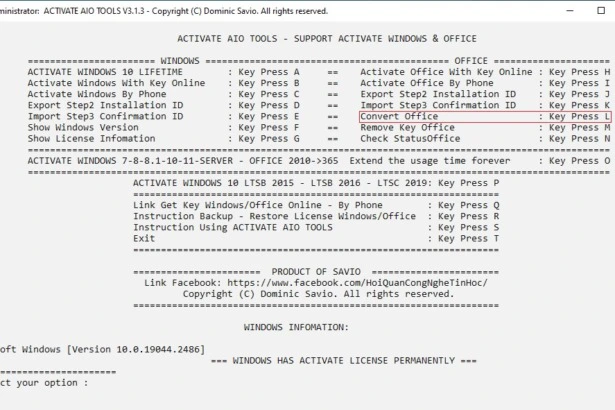 ministrator: ACTIVATE AIO TOOLS V3.1.3 - Copyright (C) Dominic Savio. All rights reserved.
ACTIVATE AIO TOOLS - SUPPORT ACTIVATE WINDOWS & OFFICE
=========================== WINDOWS ============================================= OFFICE =====================
ACTIVATE WINDOWS 10 LIFETIME : Key Press A == Activate Office With Key Online : Key Press H
Activate Windows With Key Online : Key Press B == Activate Office By Phone : Key Press I
Activate Windows By Phone : Key Press C == Export Step2 Installation ID : Key Press J
Export Step2 Installation ID : Key Press D == Import Step3 Confirmation ID : Key Press K
Import Step3 Confirmation ID : Key Press E == Convert Office : Key Press L
Show Windows Version : Key Press F == Remove Key Office : Key Press M
Show License Infomation : Key Press G == Check StatusOffice : Key Press N
==========================================================================================================
ACTIVATE WINDOWS 7-8-8.1-10-11-SERVER - OFFICE 2010->365 Extend the usage time forever : Key Press O
==========================================================================================================
ACTIVATE WINDOWS 10 LTSB 2015 - LTSB 2016 - LTSC 2019: Key Press P
=================================================================
Link Get Key Windows/Office Online - By Phone : Key Press Q
Instruction Backup - Restore License Windows/Office : Key Press R
Instruction Using ACTIVATE AIO TOOLS : Key Press S
Exit : Key Press T
=================================================================
======================= PRODUCT OF SAVIO =======================
Link Facebook: https://www.facebook.com/HoiQuanCongNgheTinHoc/
Copyright (C) Dominic Savio. All rights reserved.
=================================================================
WINDOWS INFOMATION:
oft Windows [Version 10.0.19044.2486]
=== WINDOWS HAS ACTIVATE LICENSE PERMANENTLY ===
=====================
ct your option :